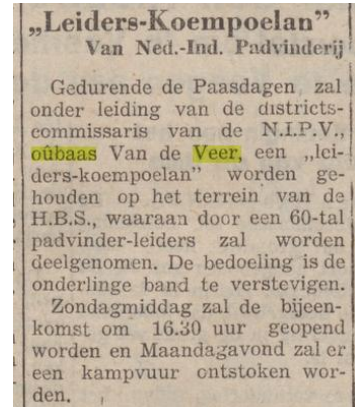 „Leiders-Koempoelan”
Van Ned.-Ind. Padvinderij
Gedurende de Paasdagen zal
onder leiding van de districts-
commissaris van de N.I.P.V.,
oûbaas Van de Veer, een „lei-
ders-koempoelan” worden ge-
houden op het terrein van de
H.B.S., waaraan door een 60-tal
padvinder-leiders zal worden
deelgenomen. De bedoeling is de
onderlinge band te verstevigen.
Zondagmiddag zal de bijeen-
komst om 16.30 uur geopend
worden en Maandagavond zal er
een kampvuur ontstoken wor-
den.